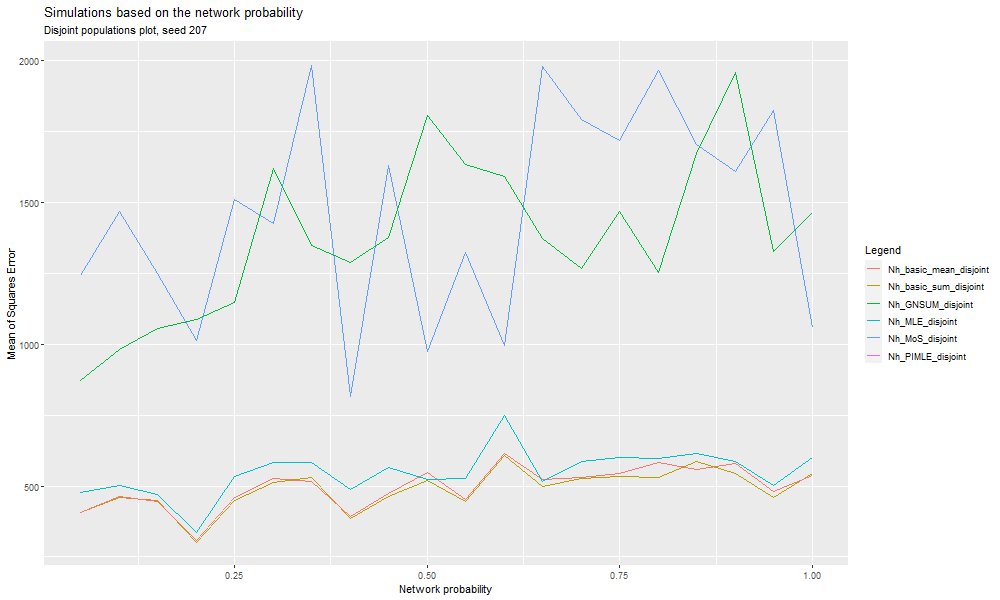 Simulations based on the network probability
Disjoint populations plot, seed 207
2000
1500
1000
500
Mean of Squares Error
0.25
0.50
0.75
1.00
Network probability
Legend
Nh_basic_mean_disjoint
Nh_basic_sum_disjoint
Nh_GNSUM_disjoint
Nh_MLE_disjoint
Nh_MoS_disjoint
Nh_PIMLE_disjoint